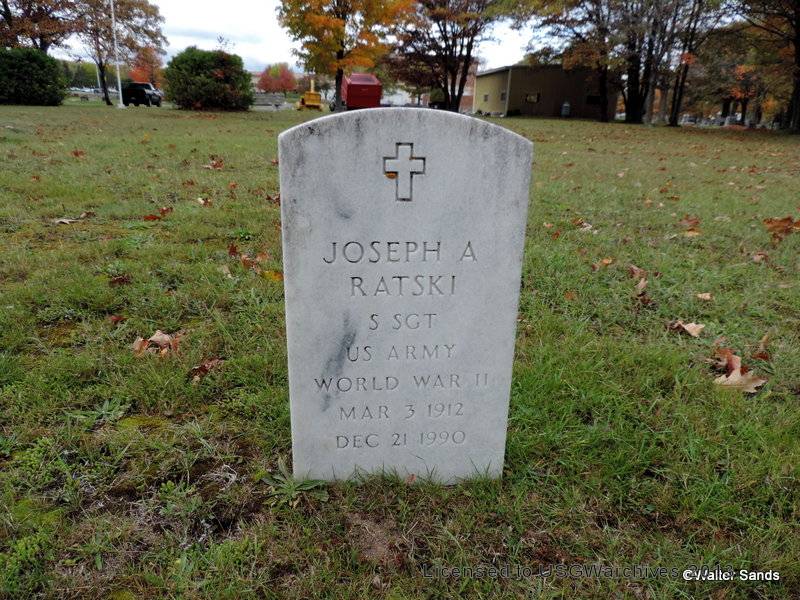 JOSEPH A
RATSKI
S SGT
US ARMY
WORLD WAR II
MAR 3 1912
DEC 21 1990
Licensed to USGWarchives 2013
©Walter Sands